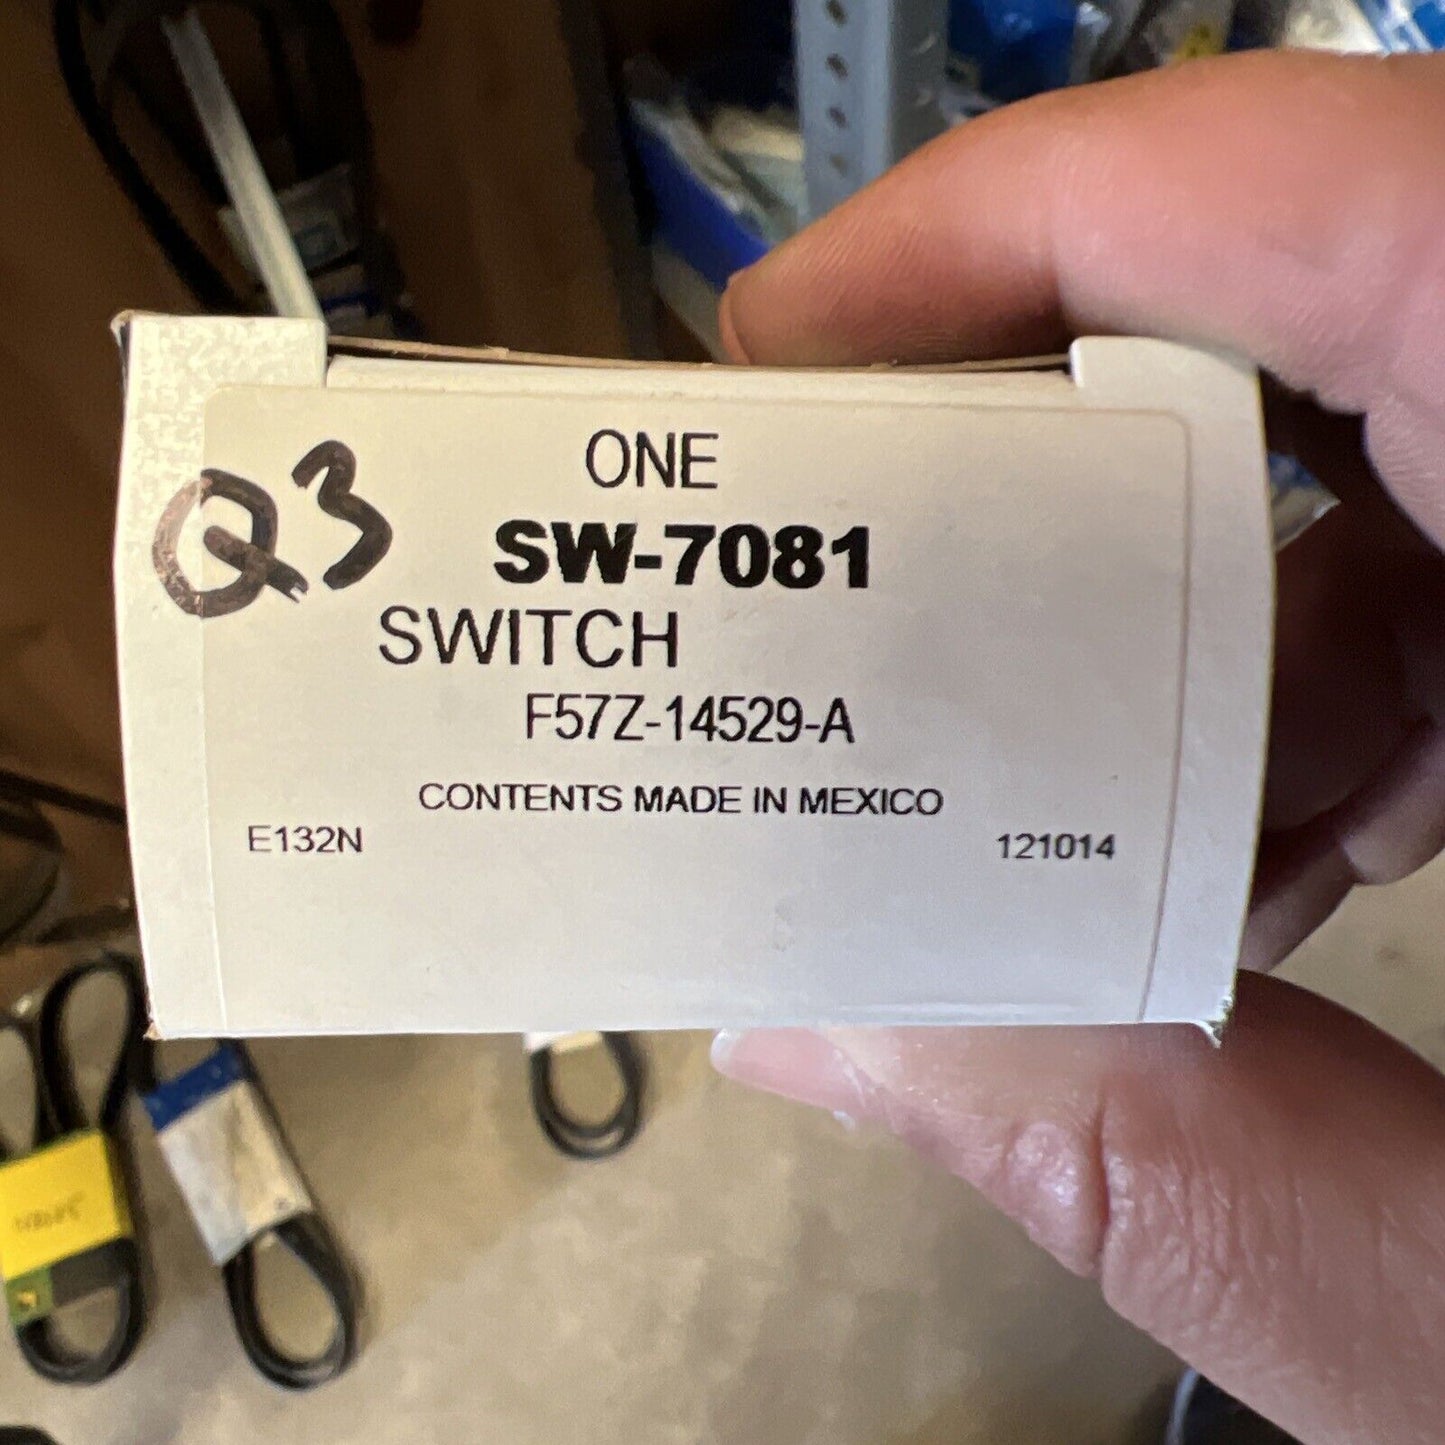 Q3
ONE
SW-7081
SWITCH
F57Z-14529-A
CONTENTS MADE IN MEXICO
E132N
121014